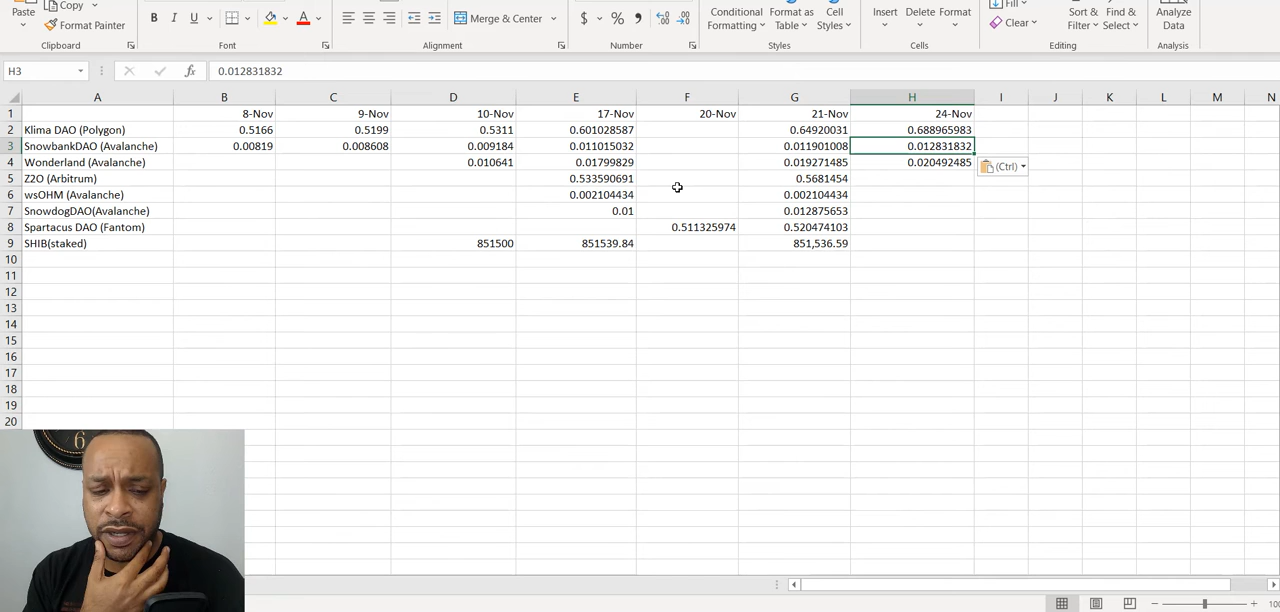 Paste Copy Format Painter B I U Merge & Center $ % Conditional Formatting Format as Table Cell Styles Insert Delete Format Fill Clear Sort & Filter Find & Select Analyze Data
Clipboard Font Alignment Number Styles Cells Editing Analysis
H3 fx 0.012831832
A B C D E F G H I J K L M N
1 8-Nov 9-Nov 10-Nov 17-Nov 20-Nov 21-Nov 24-Nov
2 Klima DAO (Polygon) 0.5166 0.5199 0.5311 0.601028587 0.64920031 0.688965983
3 SnowbankDAO (Avalanche) 0.00819 0.008608 0.009184 0.011015032 0.011901008 0.012831832
4 Wonderland (Avalanche) 0.010641 0.01799829 0.019271485 0.020492485
(Ctrl)
5 Z2O (Arbitrum) 0.533590691 0.5681454
6 wsOHM (Avalanche) 0.002104434 0.002104434
7 SnowdogDAO(Avalanche) 0.01 0.012875653
8 Spartacus DAO (Fantom) 0.511325974 0.520474103
9 SHIB(staked) 851500 851539.84 851,536.59
10
11
12
13
14
15
16
17
18
19
20
6